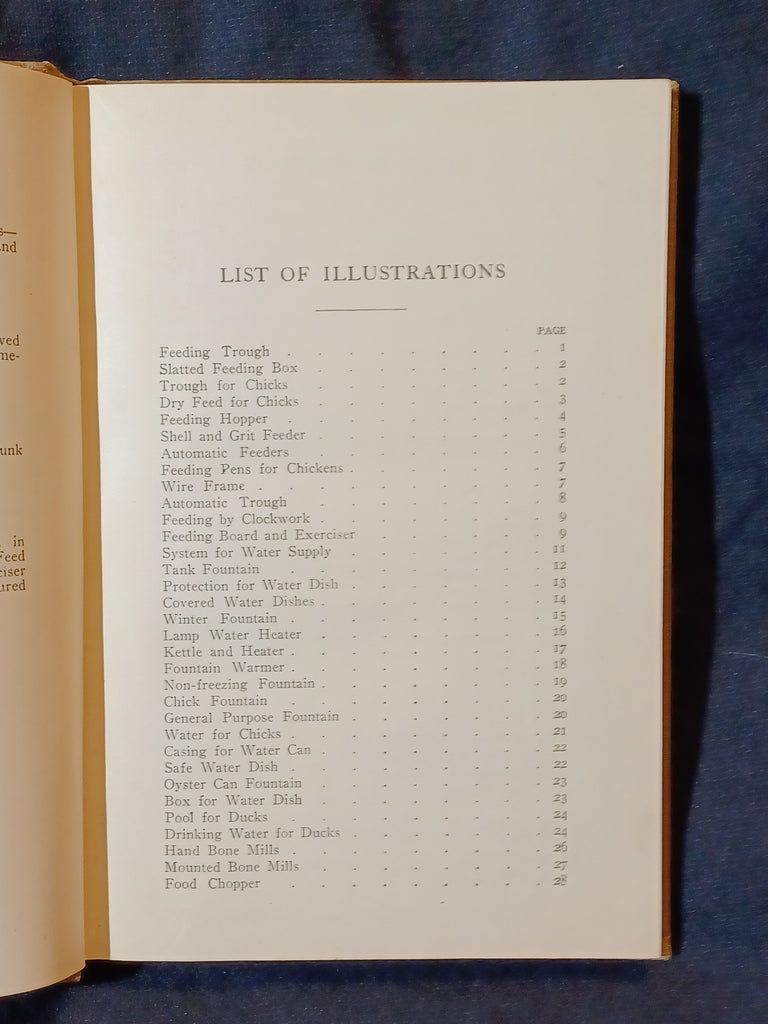 s—
nd
ved
me-
unk
in
Feed
ciser
ured
LIST OF ILLUSTRATIONS
PAGE
Feeding Trough . . . . . . . . . 1
Slatted Feeding Box . . . . . . . . 2
Trough for Chicks . . . . . . . . 2
Dry Feed for Chicks . . . . . . . . 3
Feeding Hopper . . . . . . . . . 4
Shell and Grit Feeder . . . . . . . . 5
Automatic Feeders . . . . . . . . 6
Feeding Pens for Chickens . . . . . . . 7
Wire Frame . . . . . . . . . . 7
Automatic Trough . . . . . . . . 8
Feeding by Clockwork . . . . . . . . 9
Feeding Board and Exerciser . . . . . . 9
System for Water Supply . . . . . . . 11
Tank Fountain . . . . . . . . . 12
Protection for Water Dish . . . . . . . 13
Covered Water Dishes . . . . . . . . 14
Winter Fountain . . . . . . . . . 15
Lamp Water Heater . . . . . . . . 16
Kettle and Heater . . . . . . . . . 17
Fountain Warmer . . . . . . . . . 18
Non-freezing Fountain . . . . . . . . 19
Chick Fountain . . . . . . . . . 20
General Purpose Fountain . . . . . . . 20
Water for Chicks . . . . . . . . . 21
Casing for Water Can . . . . . . . . 22
Safe Water Dish . . . . . . . . . 22
Oyster Can Fountain . . . . . . . . 23
Box for Water Dish . . . . . . . . 23
Pool for Ducks . . . . . . . . . 24
Drinking Water for Ducks . . . . . . . 24
Hand Bone Mills . . . . . . . . . 26
Mounted Bone Mills . . . . . . . . 27
Food Chopper . . . . . . . . . 28